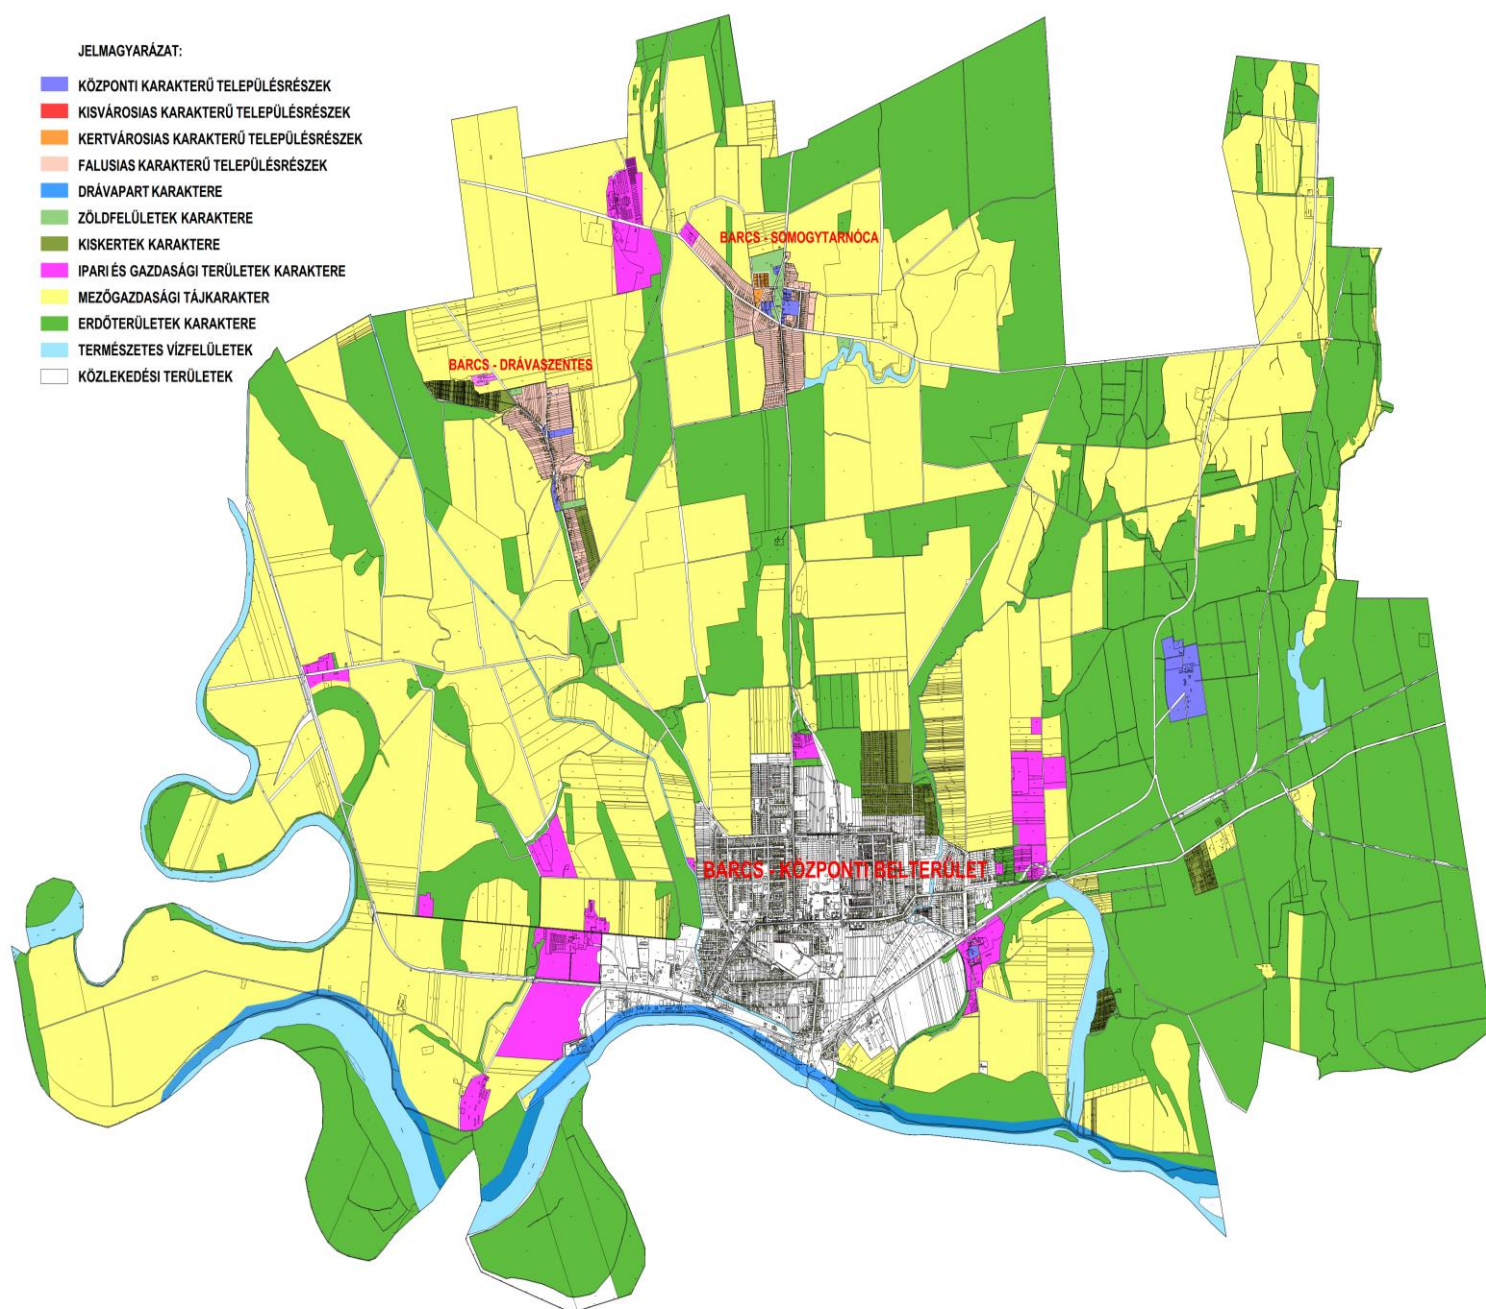 JELMAGYARÁZAT:
KÖZPONTI KARAKTERŰ TELEPÜLÉSRÉSZEK
KISVÁROSIAS KARAKTERŰ TELEPÜLÉSRÉSZEK
KERTVÁROSIAS KARAKTERŰ TELEPÜLÉSRÉSZEK
FALUSIAS KARAKTERŰ TELEPÜLÉSRÉSZEK
DRÁVAPART KARAKTERE
ZÖLDFELÜLETEK KARAKTERE
KISKERTEK KARAKTERE
IPARI ÉS GAZDASÁGI TERÜLETEK KARAKTERE
MEZŐGAZDASÁGI TÁJKARAKTER
ERDŐTERÜLETEK KARAKTERE
TERMÉSZETES VÍZFELÜLETEK
KÖZLEKEDÉSI TERÜLETEK
BARCS - SOMOGYTARNÓCA
BARCS - DRÁVASZENTES
BARCS - KÖZPONTI BELTERÜLET